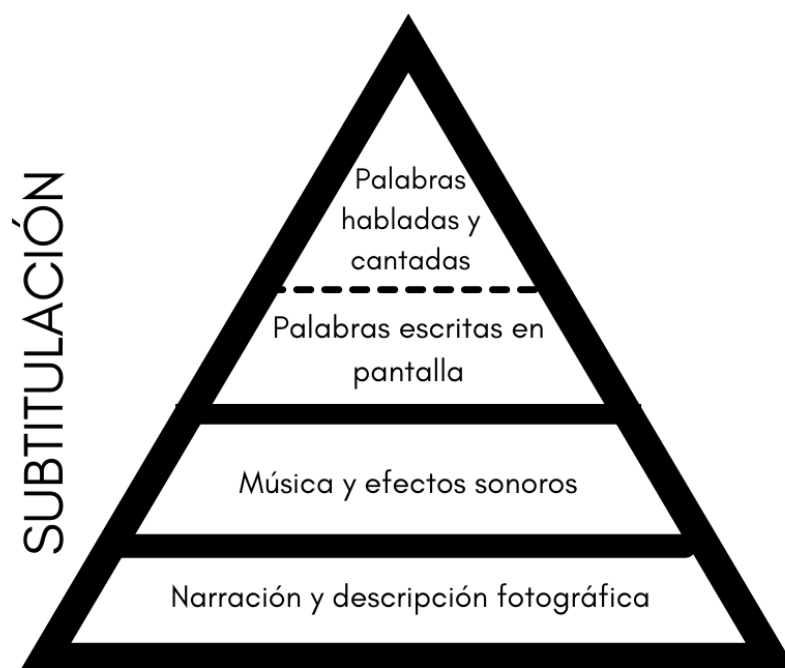 SUBTITULACIÓN
Palabras
habladas y
cantadas
Palabras escritas en
pantalla
Música y efectos sonoros
Narración y descripción fotográfica